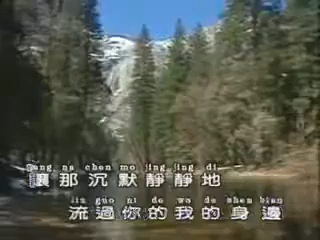 rang na chen mo jing jing di
讓那沉默靜靜地
liu guo ni de wo de shen bian
流過你的我的身邊